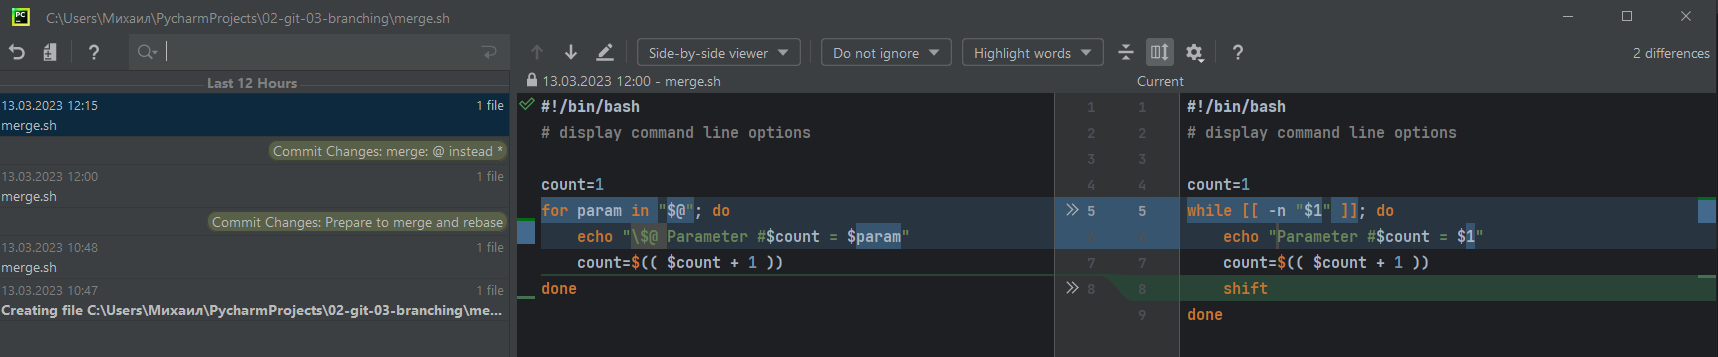 PC
C:\Users\Михаил\PycharmProjects\02-git-03-branching\merge.sh
Side-by-side viewer
Do not ignore
Highlight words
2 differences
Last 12 Hours
13.03.2023 12:15 1 file
merge.sh
Commit Changes: merge: @ instead *
13.03.2023 12:00 1 file
merge.sh
Commit Changes: Prepare to merge and rebase
13.03.2023 10:48 1 file
merge.sh
13.03.2023 10:47 1 file
Creating file C:\Users\Михаил\PycharmProjects\02-git-03-branching\me...
13.03.2023 12:00 - merge.sh
#!/bin/bash
# display command line options
count=1
for param in "$@"; do
echo "\$@ Parameter #$count = $param"
count=$(( $count + 1 ))
done
1 1
2 2
3 3
4 4
5 5
6 6
7 7
8 8
9
Current
#!/bin/bash
# display command line options
count=1
while [[ -n "$1" ]]; do
echo "Parameter #$count = $1"
count=$(( $count + 1 ))
shift
done